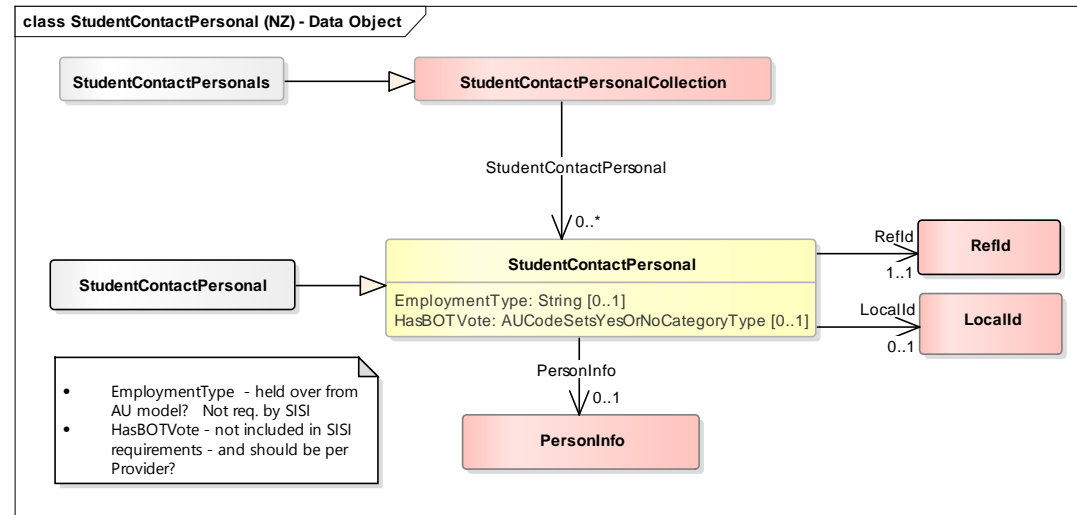 class StudentContactPersonal (NZ) - Data Object
StudentContactPersonals
StudentContactPersonalCollection
StudentContactPersonal
0..*
StudentContactPersonal
StudentContactPersonal
EmploymentType: String [0..1]
HasBOTVote: AUCodeSetsYesOrNoCategoryType [0..1]
RefId
1..1
RefId
LocalId
0..1
LocalId
PersonInfo
0..1
PersonInfo
• EmploymentType - held over from
AU model? Not req. by SISI
• HasBOTVote - not included in SISI
requirements - and should be per
Provider?